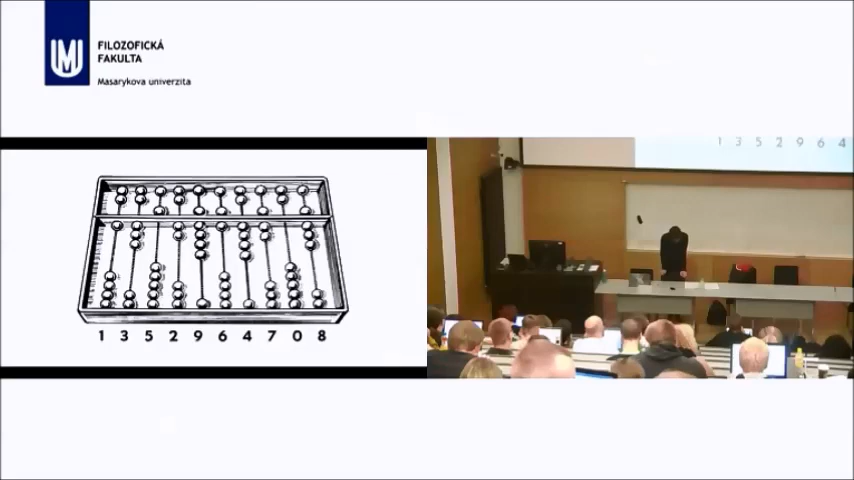 FILOZOFICKÁ
FAKULTA
Masarykova univerzita
1 3 5 2 9 6 4
1 3 5 2 9 6 4 7 0 8